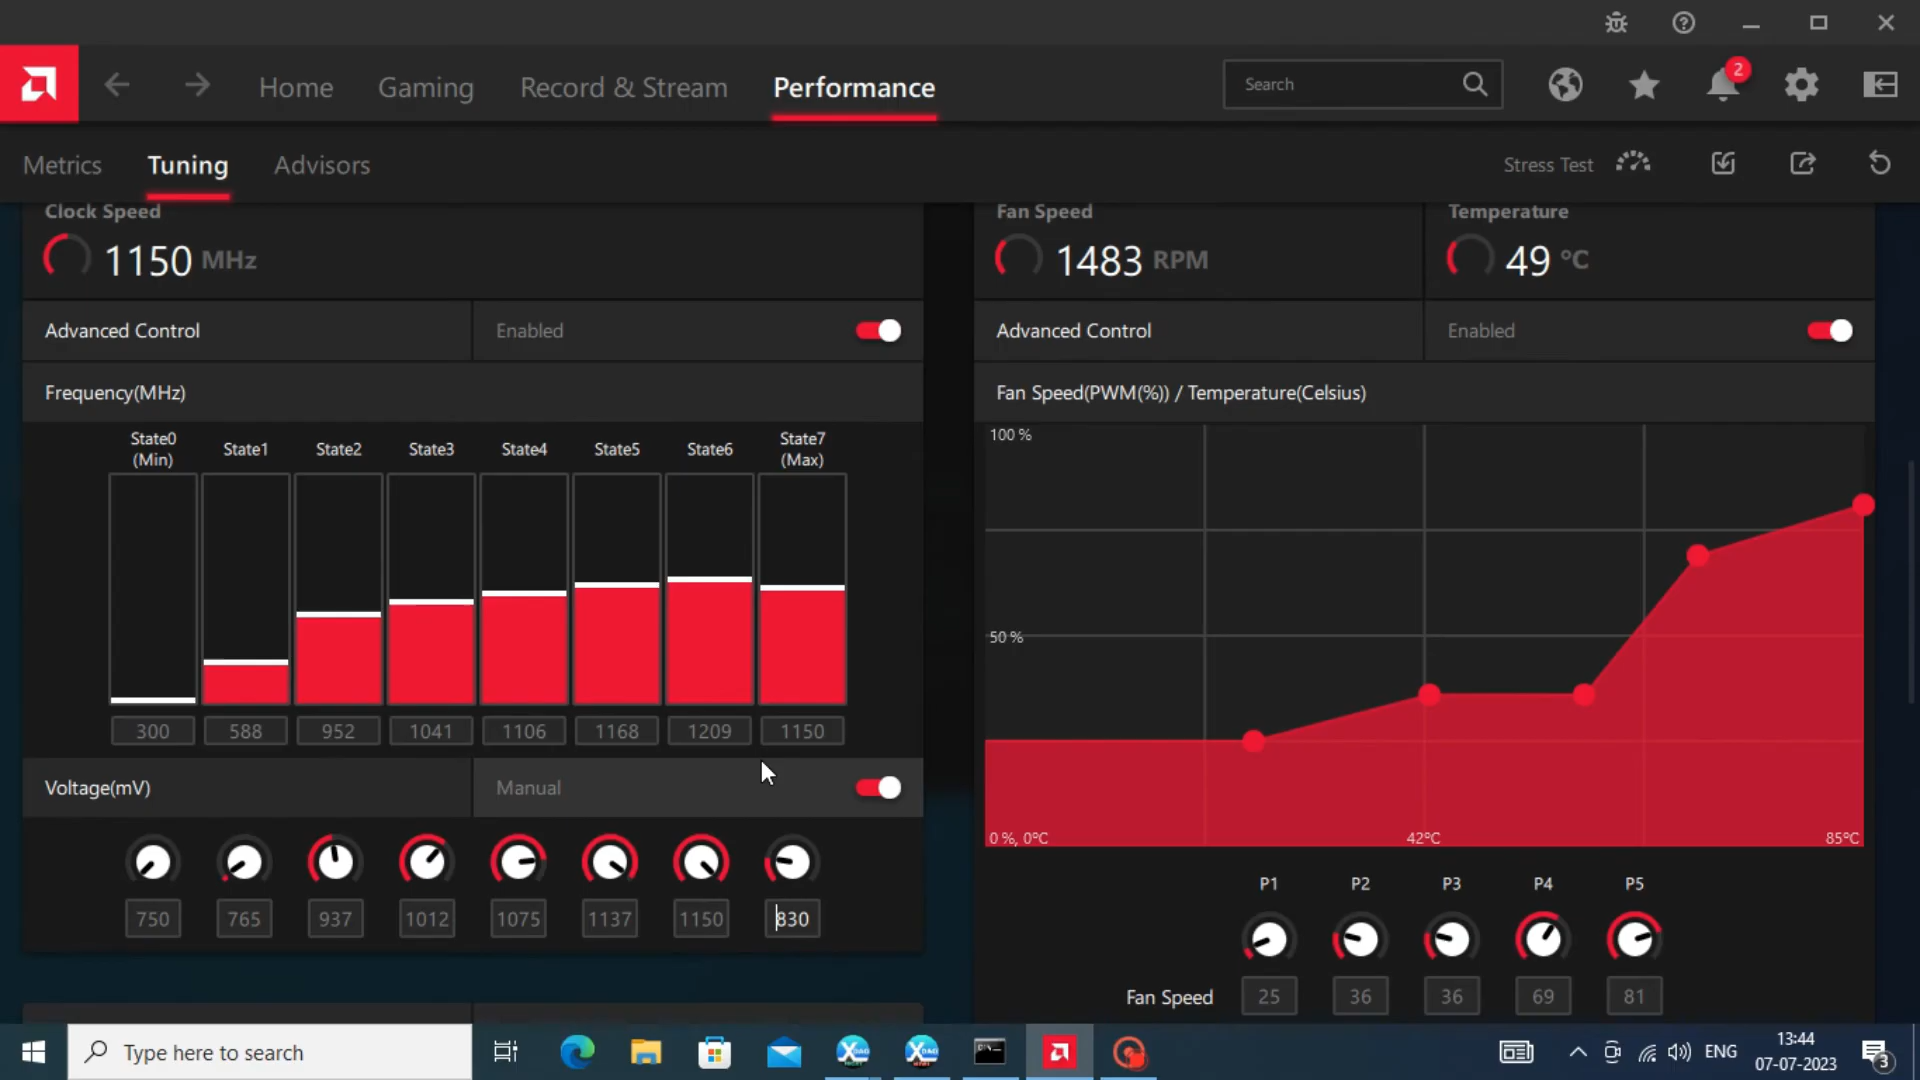 Home Gaming Record & Stream Performance Search 2
Metrics Tuning Advisors Stress Test
Clock Speed Fan Speed Temperature
1150 MHz 1483 RPM 49 °C
Advanced Control Enabled Advanced Control Enabled
Frequency(MHz) Fan Speed(PWM(%)) / Temperature(Celsius)
State0 (Min) State1 State2 State3 State4 State5 State6 State7 (Max)
100 %
50 %
300 588 952 1041 1106 1168 1209 1150
Voltage(mV) Manual
0 %, 0°C 42°C 85°C
P1 P2 P3 P4 P5
750 765 937 1012 1075 1137 1150 830
Fan Speed 25 36 36 69 81
Type here to search ENG 13:44
07-07-2023 3